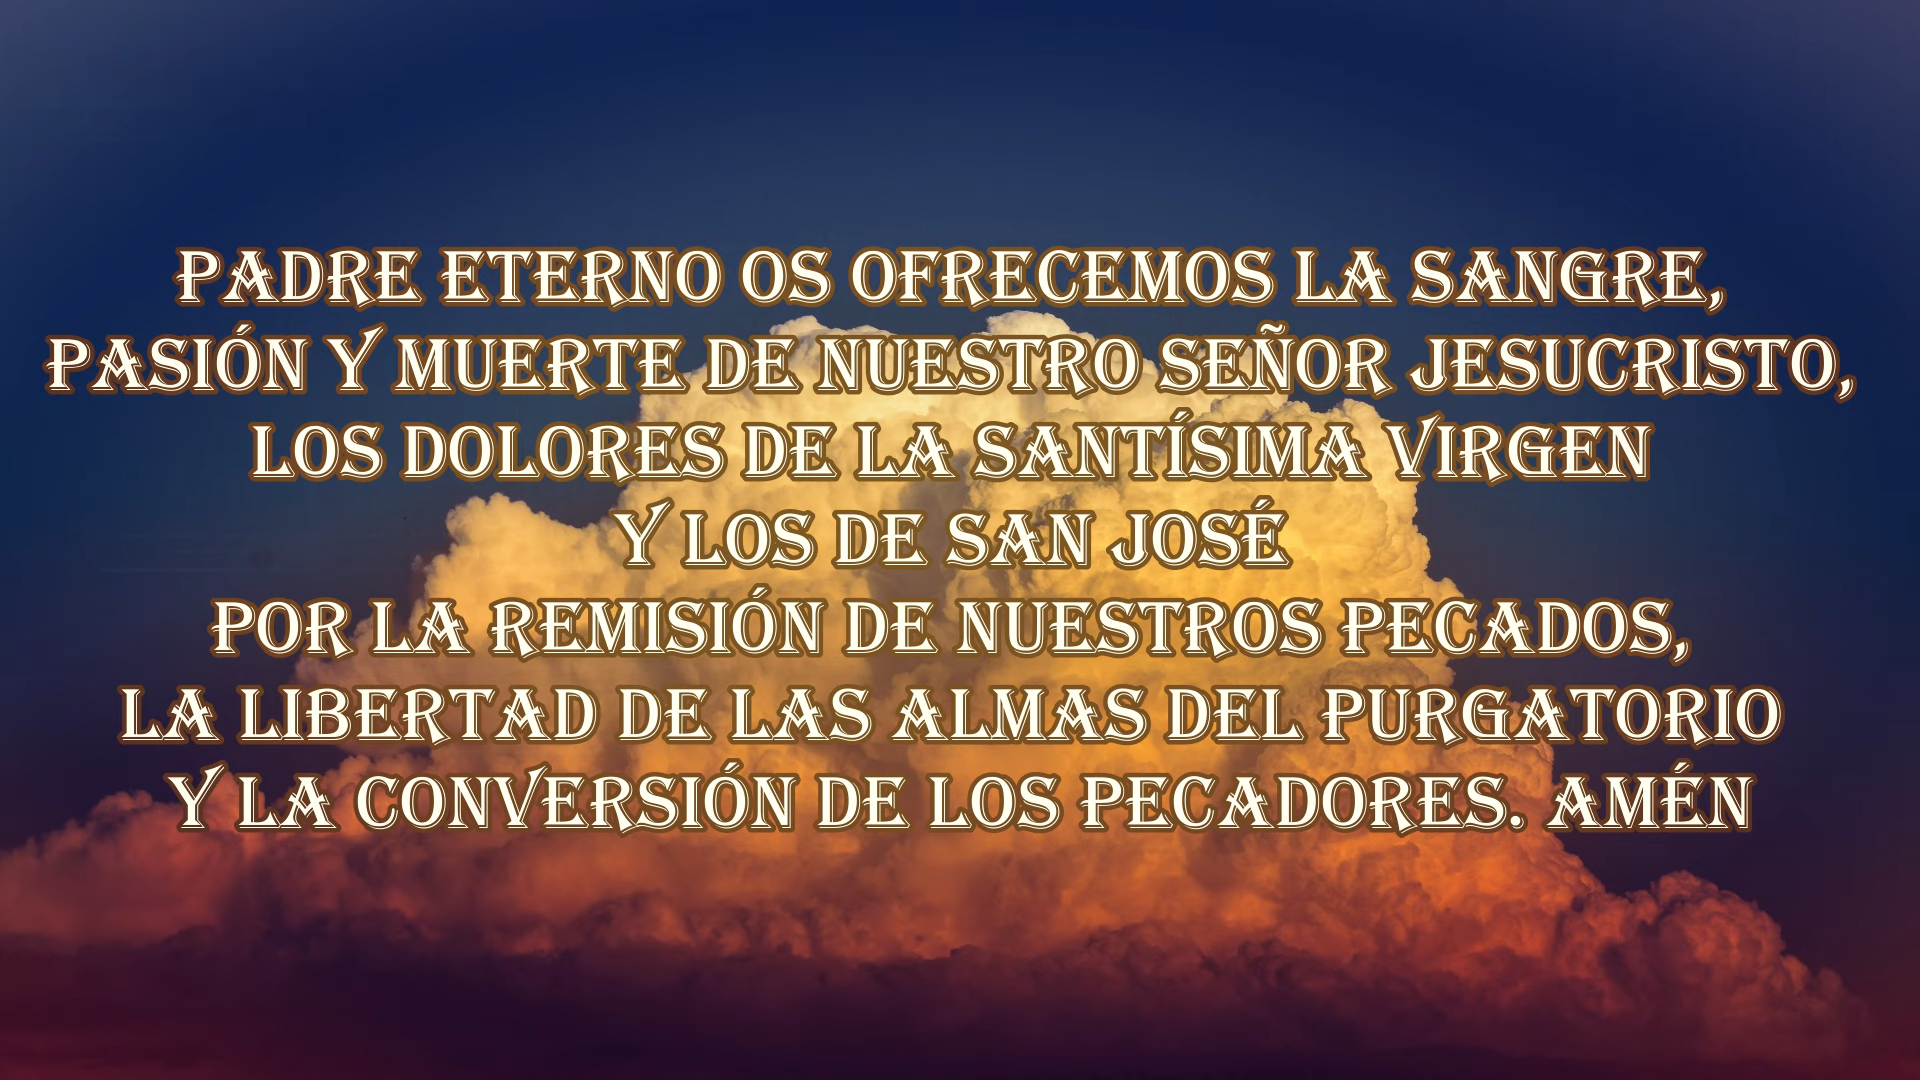 PADRE ETERNO OS OFRECEMOS LA SANGRE,
PASIÓN Y MUERTE DE NUESTRO SEÑOR JESUCRISTO,
LOS DOLORES DE LA SANTÍSIMA VIRGEN
Y LOS DE SAN JOSÉ
POR LA REMISIÓN DE NUESTROS PECADOS,
LA LIBERTAD DE LAS ALMAS DEL PURGATORIO
Y LA CONVERSIÓN DE LOS PECADORES. AMÉN